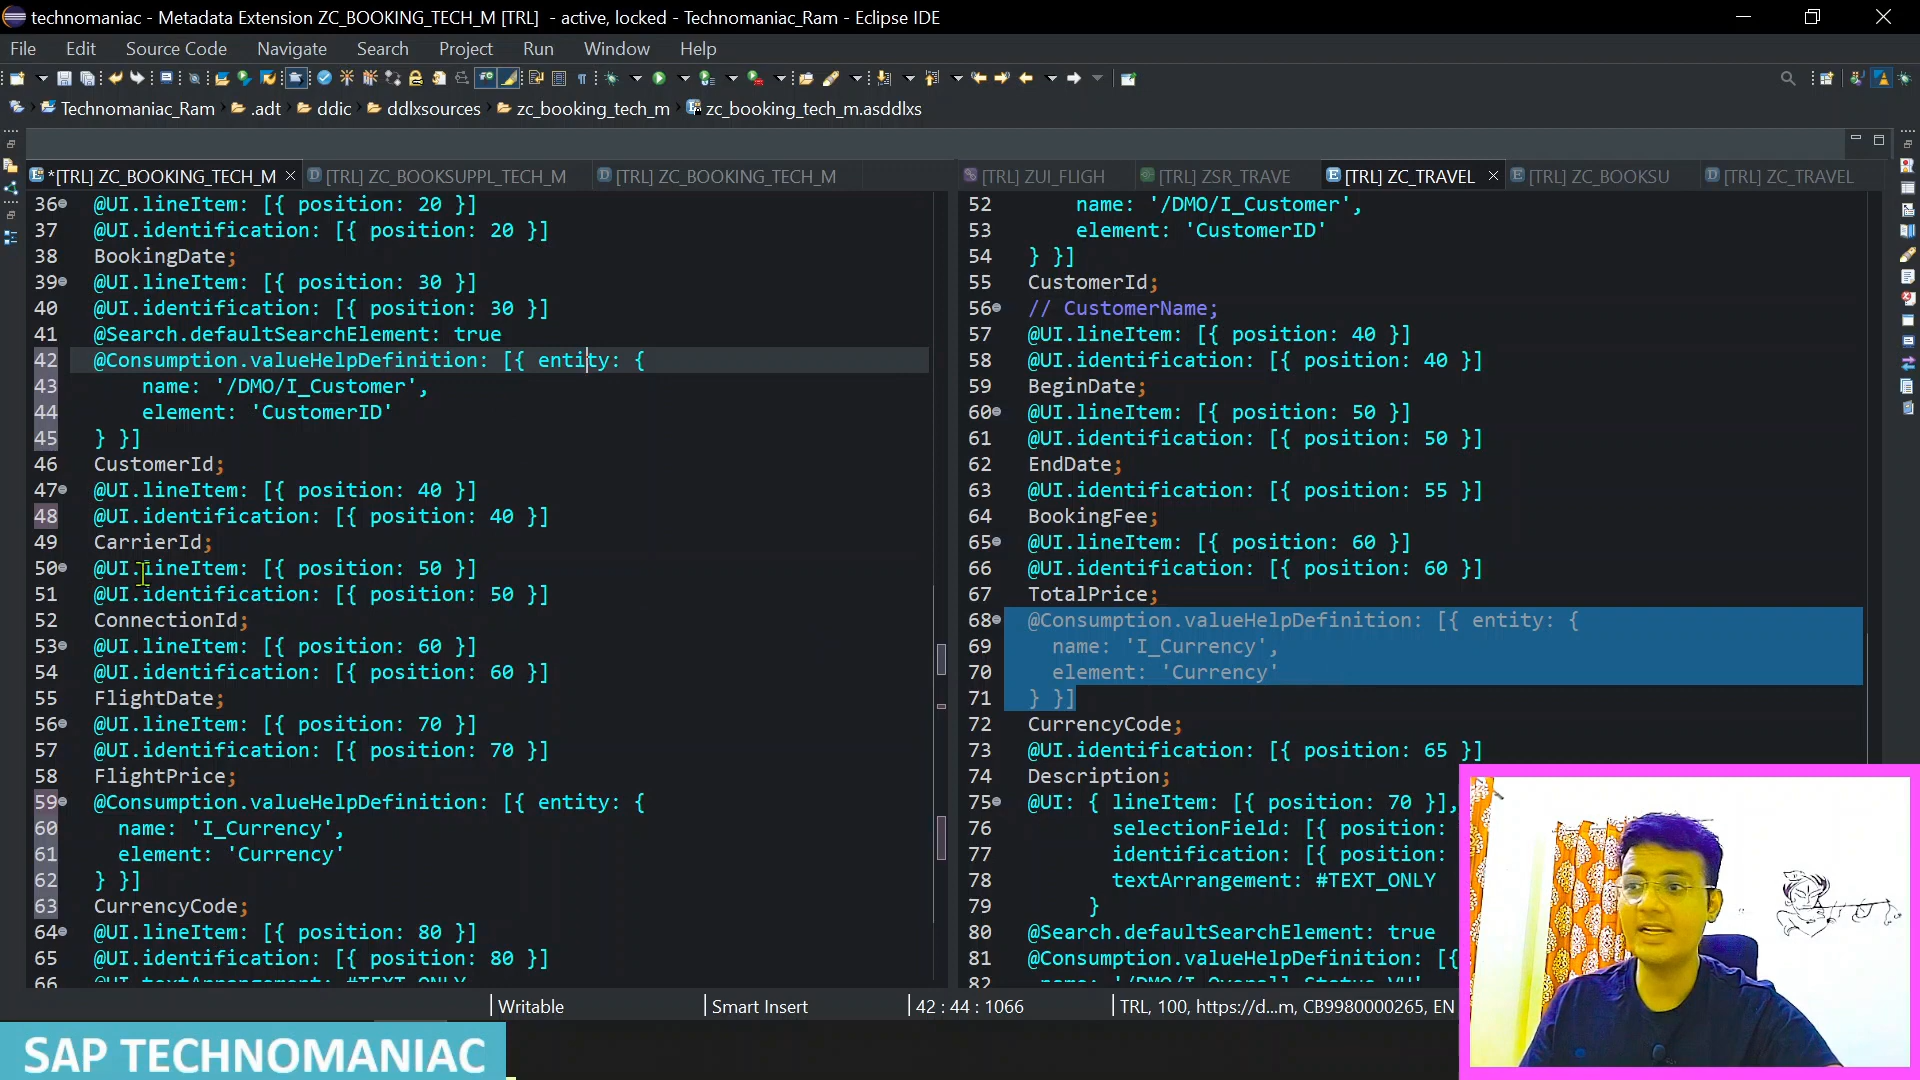 technomaniac - Metadata Extension ZC_BOOKING_TECH_M [TRL]  - active, locked - Technomaniac_Ram - Eclipse IDE
File Edit Source Code Navigate Search Project Run Window Help
Technomaniac_Ram .adt ddic ddlxsources zc_booking_tech_m zc_booking_tech_m.asddlxs
*[TRL] ZC_BOOKING_TECH_M [TRL] ZC_BOOKSUPPL_TECH_M [TRL] ZC_BOOKING_TECH_M
36 @UI.lineItem: [{ position: 20 }]
37 @UI.identification: [{ position: 20 }]
38 BookingDate;
39 @UI.lineItem: [{ position: 30 }]
40 @UI.identification: [{ position: 30 }]
41 @Search.defaultSearchElement: true
42 @Consumption.valueHelpDefinition: [{ entity: {
43 name: '/DMO/I_Customer',
44 element: 'CustomerID'
45 } }]
46 CustomerId;
47 @UI.lineItem: [{ position: 40 }]
48 @UI.identification: [{ position: 40 }]
49 CarrierId;
50 @UI.lineItem: [{ position: 50 }]
51 @UI.identification: [{ position: 50 }]
52 ConnectionId;
53 @UI.lineItem: [{ position: 60 }]
54 @UI.identification: [{ position: 60 }]
55 FlightDate;
56 @UI.lineItem: [{ position: 70 }]
57 @UI.identification: [{ position: 70 }]
58 FlightPrice;
59 @Consumption.valueHelpDefinition: [{ entity: {
60 name: 'I_Currency',
61 element: 'Currency'
62 } }]
63 CurrencyCode;
64 @UI.lineItem: [{ position: 80 }]
65 @UI.identification: [{ position: 80 }]
66 @UI.textArrangement: #TEXT_ONLY
[TRL] ZUI_FLIGH [TRL] ZSR_TRAVE [TRL] ZC_TRAVEL [TRL] ZC_BOOKSU [TRL] ZC_TRAVEL
52 name: '/DMO/I_Customer',
53 element: 'CustomerID'
54 } }]
55 CustomerId;
56 // CustomerName;
57 @UI.lineItem: [{ position: 40 }]
58 @UI.identification: [{ position: 40 }]
59 BeginDate;
60 @UI.lineItem: [{ position: 50 }]
61 @UI.identification: [{ position: 50 }]
62 EndDate;
63 @UI.identification: [{ position: 55 }]
64 BookingFee;
65 @UI.lineItem: [{ position: 60 }]
66 @UI.identification: [{ position: 60 }]
67 TotalPrice;
68 @Consumption.valueHelpDefinition: [{ entity: {
69 name: 'I_Currency',
70 element: 'Currency'
71 } }]
72 CurrencyCode;
73 @UI.identification: [{ position: 65 }]
74 Description;
75 @UI: { lineItem: [{ position: 70 }],
76 selectionField: [{ position:
77 identification: [{ position:
78 textArrangement: #TEXT_ONLY
79 }
80 @Search.defaultSearchElement: true
81 @Consumption.valueHelpDefinition: [{
82 name: '/DMO/I_Overall_Status_VH'
Writable Smart Insert 42 : 44 : 1066 TRL, 100, https://d...m, CB9980000265, EN
SAP TECHNOMANIAC